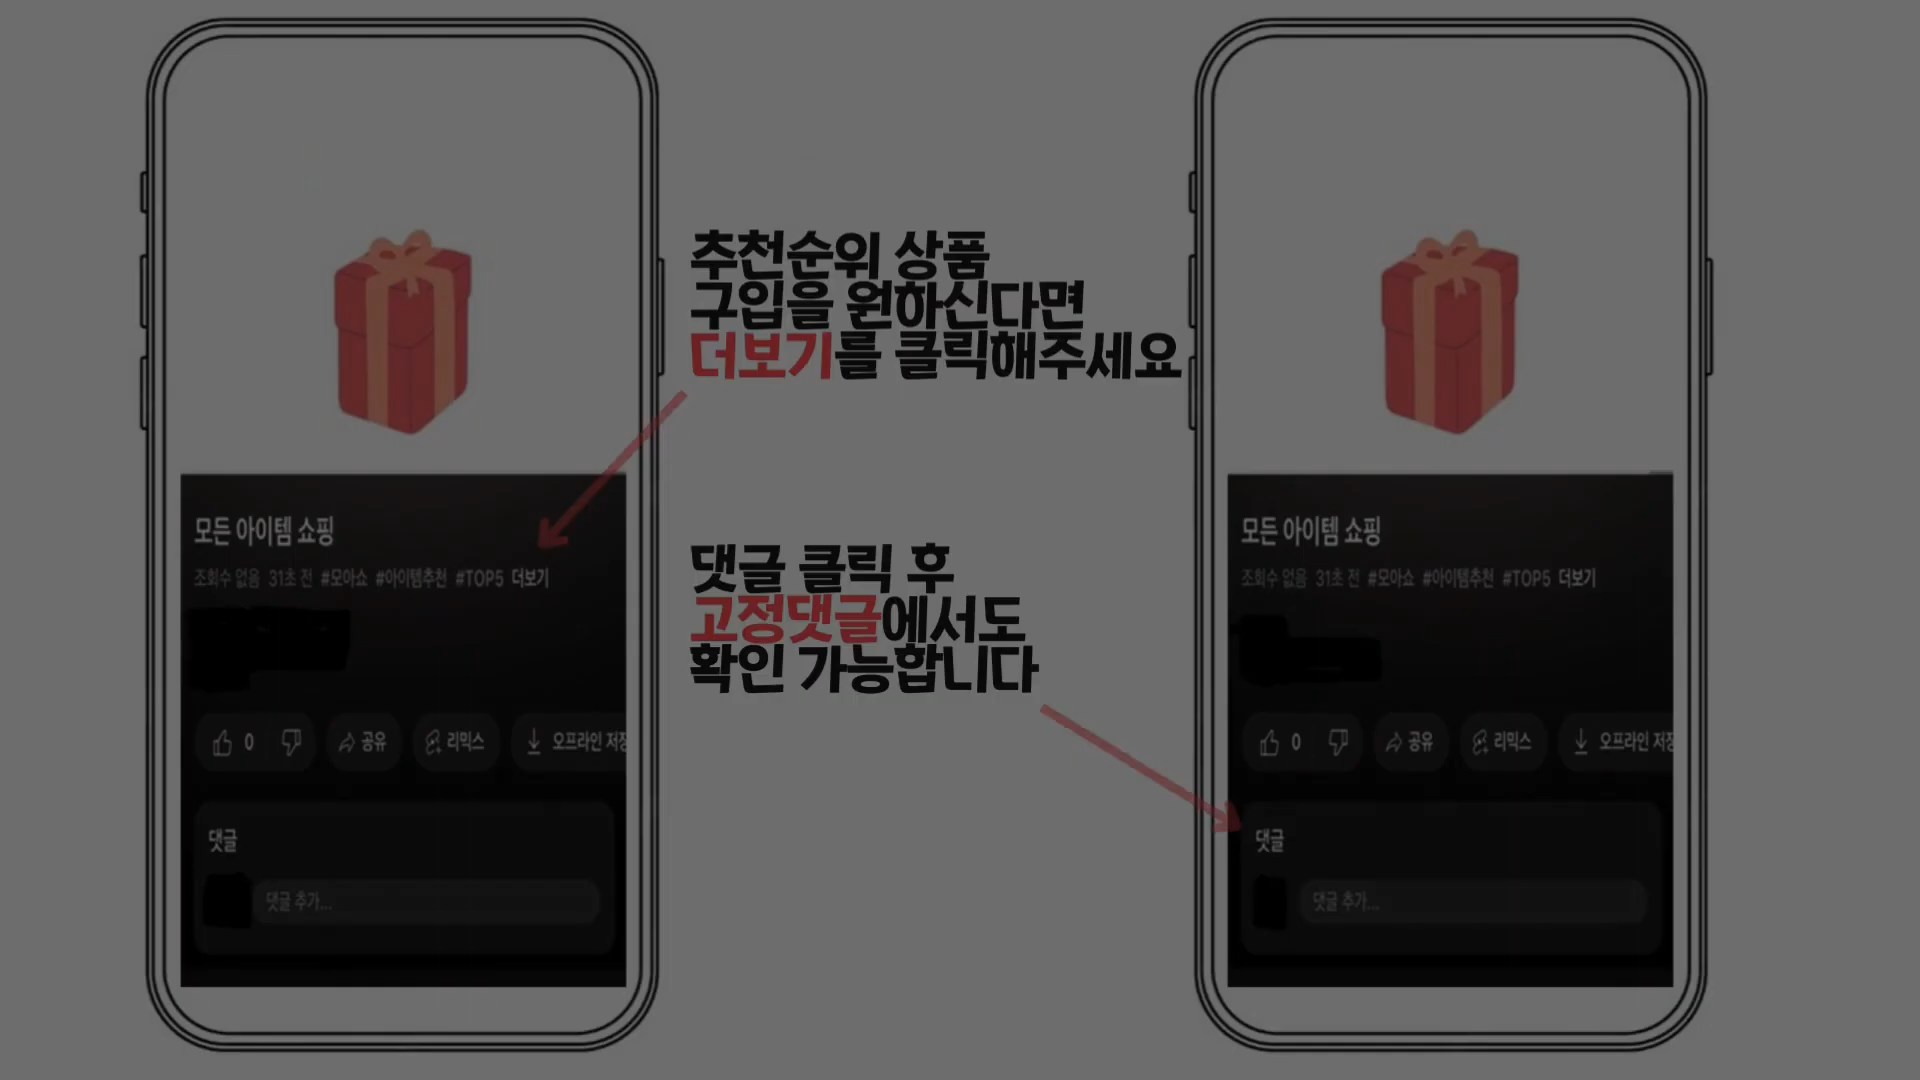 추천순위 상품
구입을 원하신다면
더보기를 클릭해주세요
댓글 클릭 후
고정댓글에서도
확인 가능합니다
모든 아이템 쇼핑
조회수 없음 31초 전 #모아쇼 #아이템추천 #TOP5 더보기
0 공유 리믹스 오프라인 저장
댓글
댓글 추가...
모든 아이템 쇼핑
조회수 없음 31초 전 #모아쇼 #아이템추천 #TOP5 더보기
0 공유 리믹스 오프라인 저장
댓글
댓글 추가...